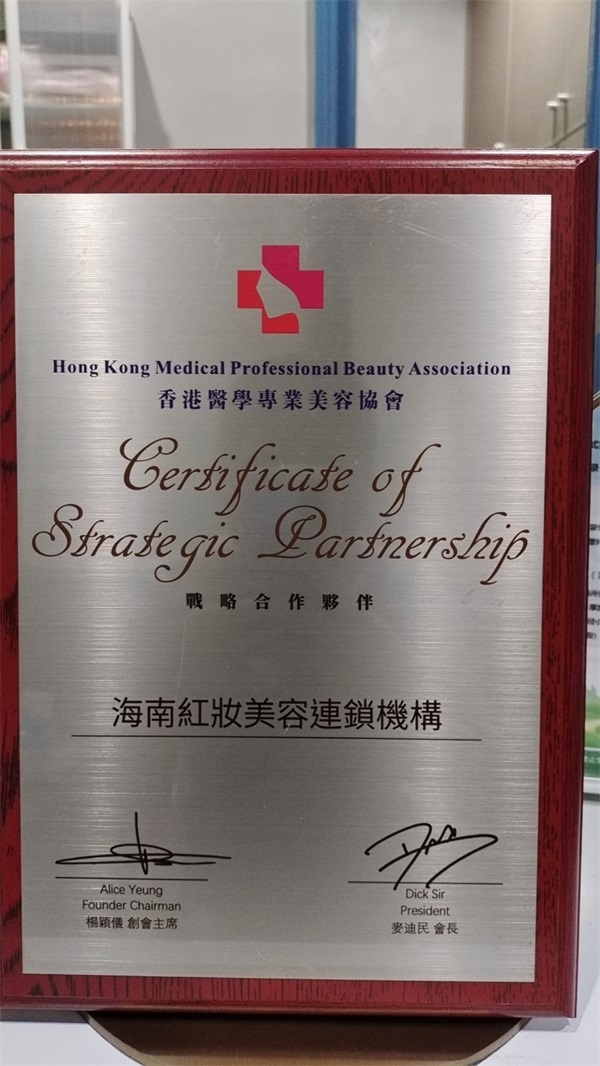 Hong Kong Medical Professional Beauty Association
香港醫學專業美容協會
Certificate of
Strategic Partnership
戰略合作夥伴
海南紅妝美容連鎖機構
Alice Yeung
Founder Chairman
楊穎儀 創會主席
Dick Sir
President
麥迪民 會長